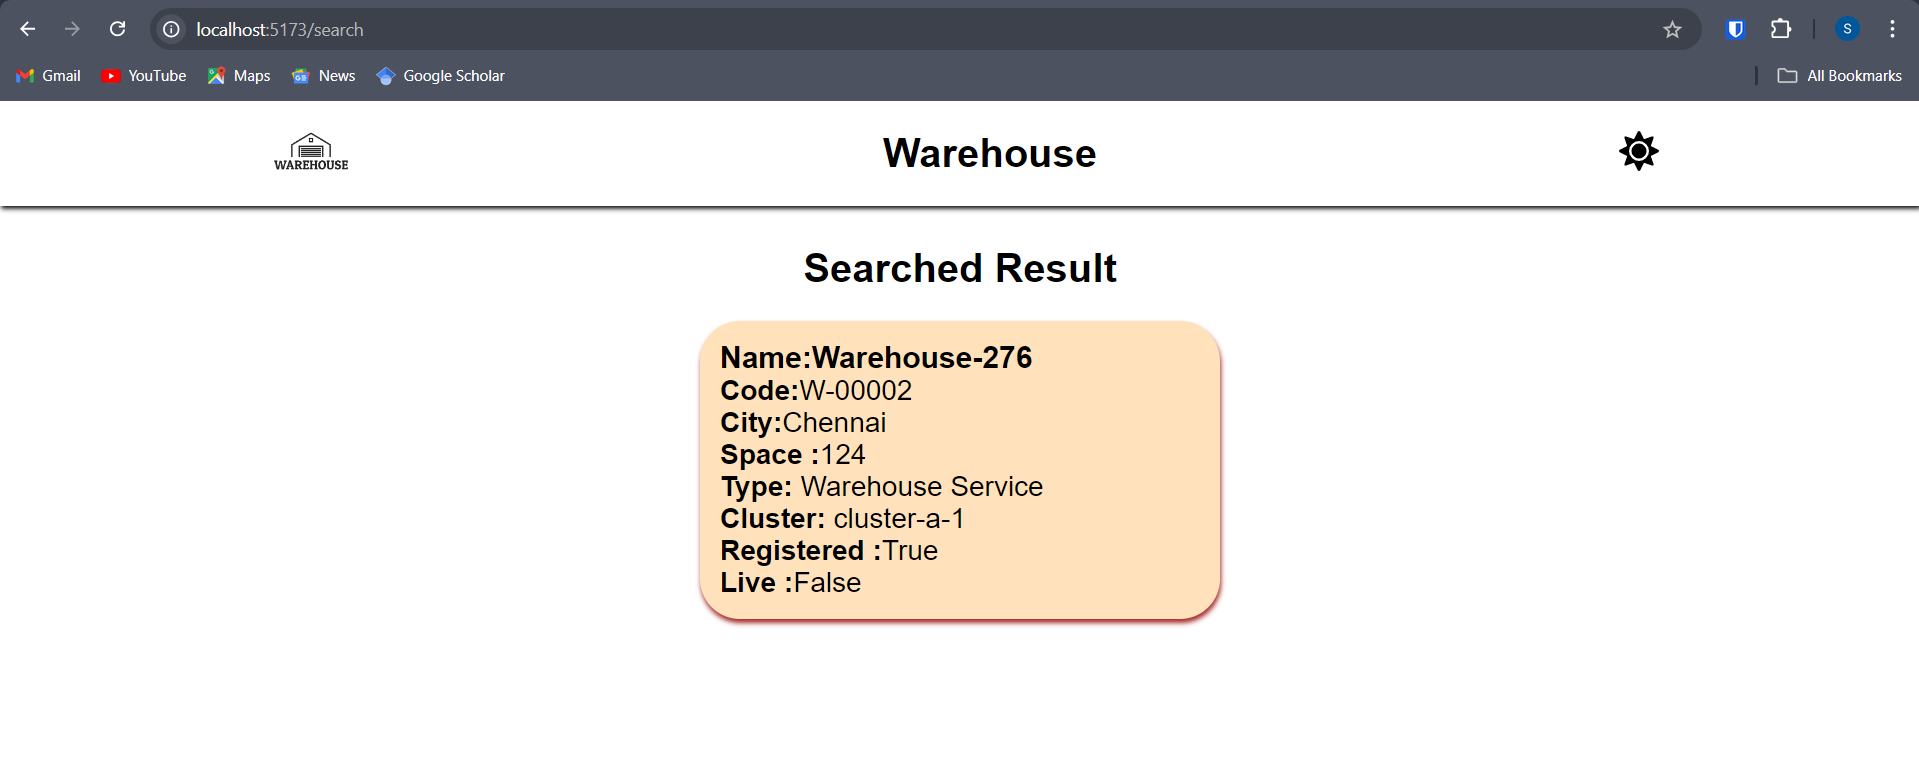 localhost:5173/search
S
Gmail YouTube Maps News Google Scholar All Bookmarks
WAREHOUSE
Warehouse
Searched Result
Name:Warehouse-276
Code:W-00002
City:Chennai
Space :124
Type: Warehouse Service
Cluster: cluster-a-1
Registered :True
Live :False